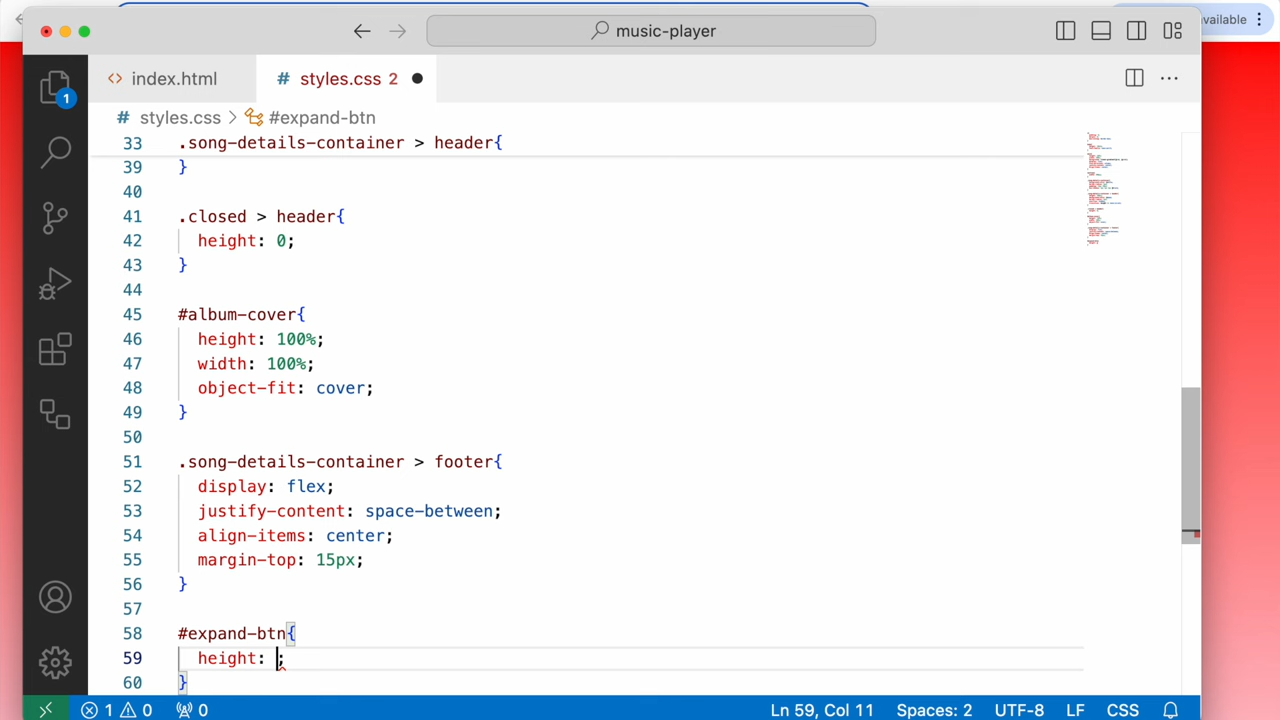 vailable
music-player
index.html
styles.css 2
styles.css > #expand-btn
1
33 .song-details-container > header{
39 }
40
41 .closed > header{
42 height: 0;
43 }
44
45 #album-cover{
46 height: 100%;
47 width: 100%;
48 object-fit: cover;
49 }
50
51 .song-details-container > footer{
52 display: flex;
53 justify-content: space-between;
54 align-items: center;
55 margin-top: 15px;
56 }
57
58 #expand-btn{
59 height: ;
60 }
1 0 0 Ln 59, Col 11 Spaces: 2 UTF-8 LF CSS